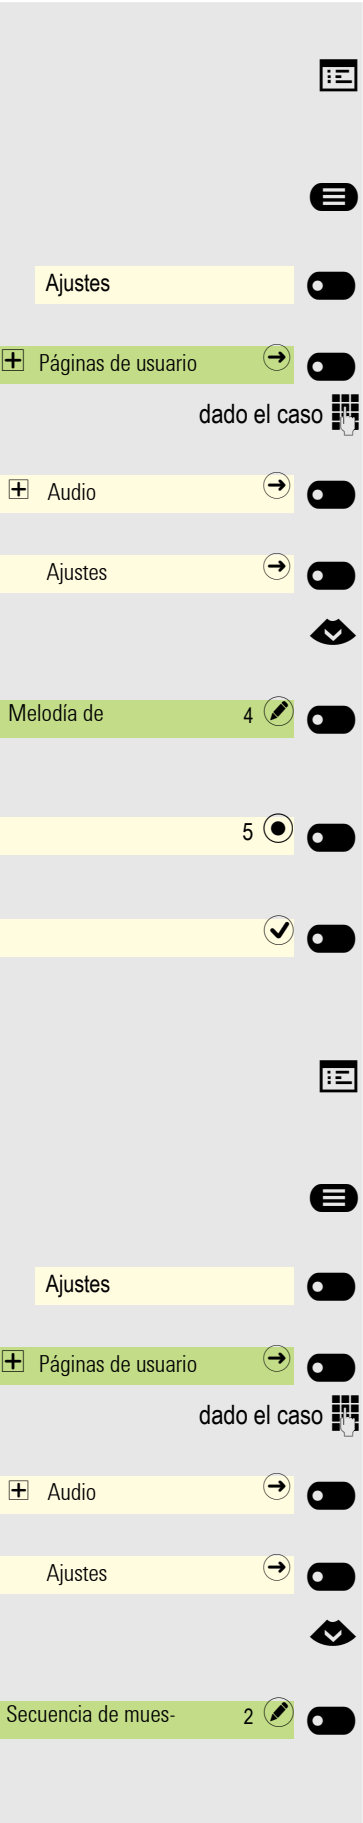 Ajustes
Páginas de usuario
dado el caso
Audio
Ajustes
Melodía de 4
5
Ajustes
Páginas de usuario
dado el caso
Audio
Ajustes
Secuencia de mues- 2